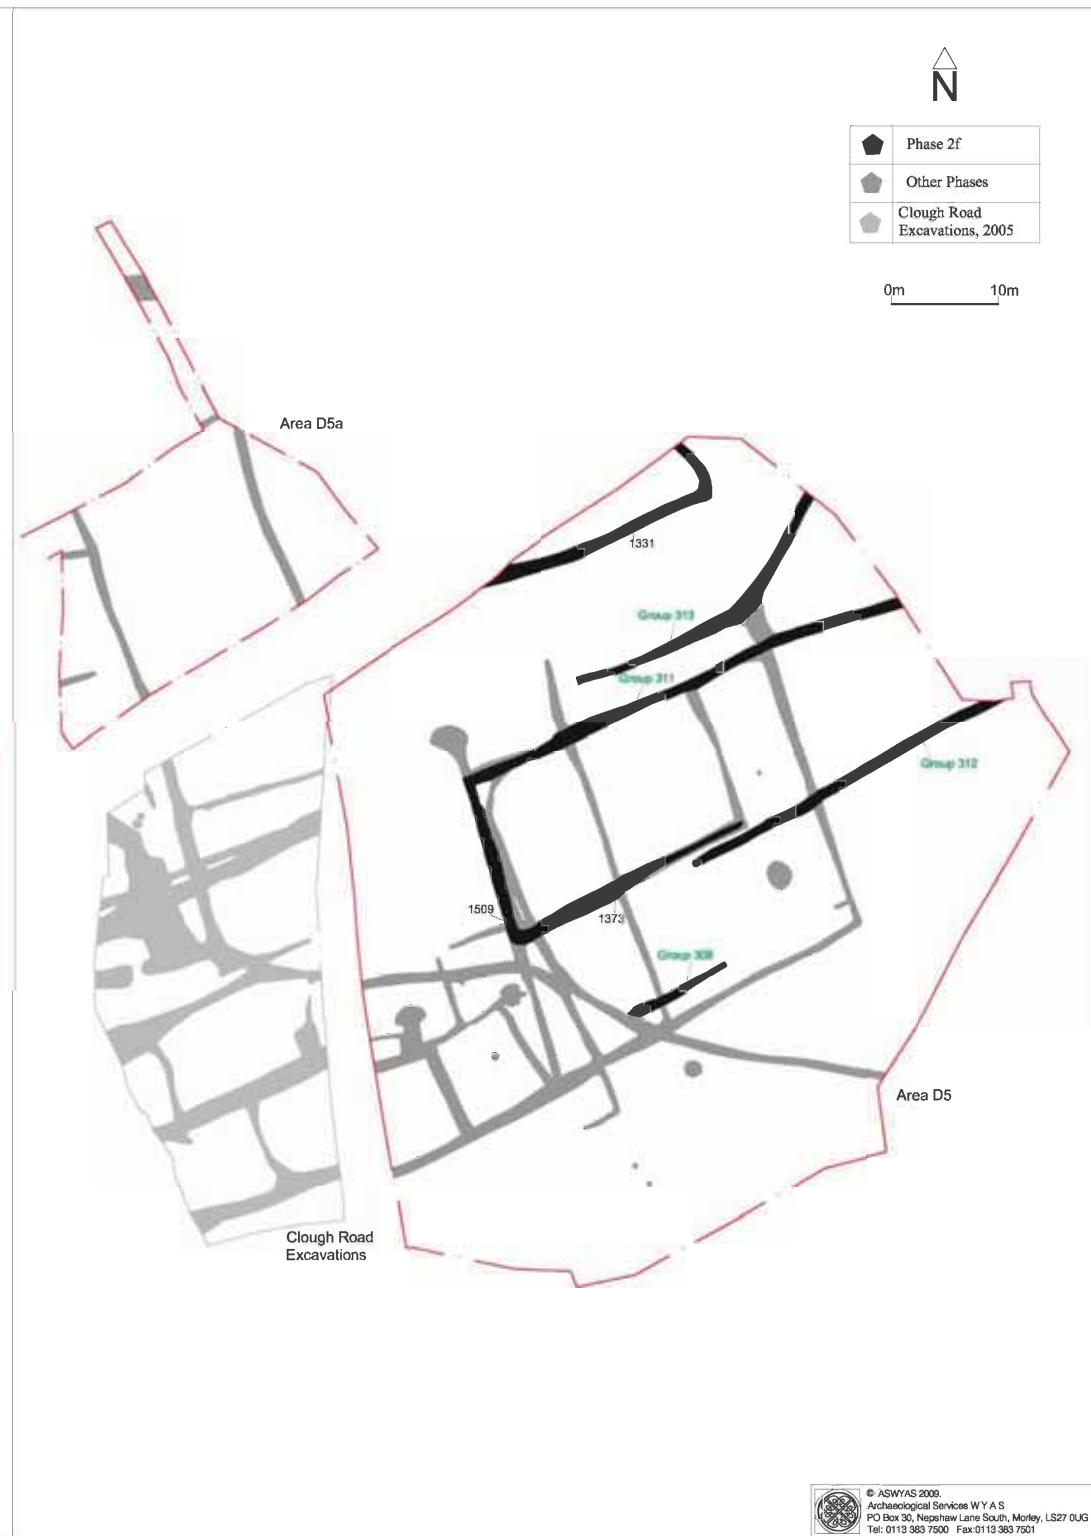 N
Phase 2f
Other Phases
Clough Road
Excavations, 2005
0m 10m
Area D5a
1331
Group 313
Group 311
Group 312
1509
1373
Group 308
Area D5
Clough Road
Excavations
© ASWYAS 2009.
Archaeological Services W Y A S
PO Box 30, Nepshaw Lane South, Morley, LS27 0UG
Tel: 0113 383 7500 Fax:0113 383 7501